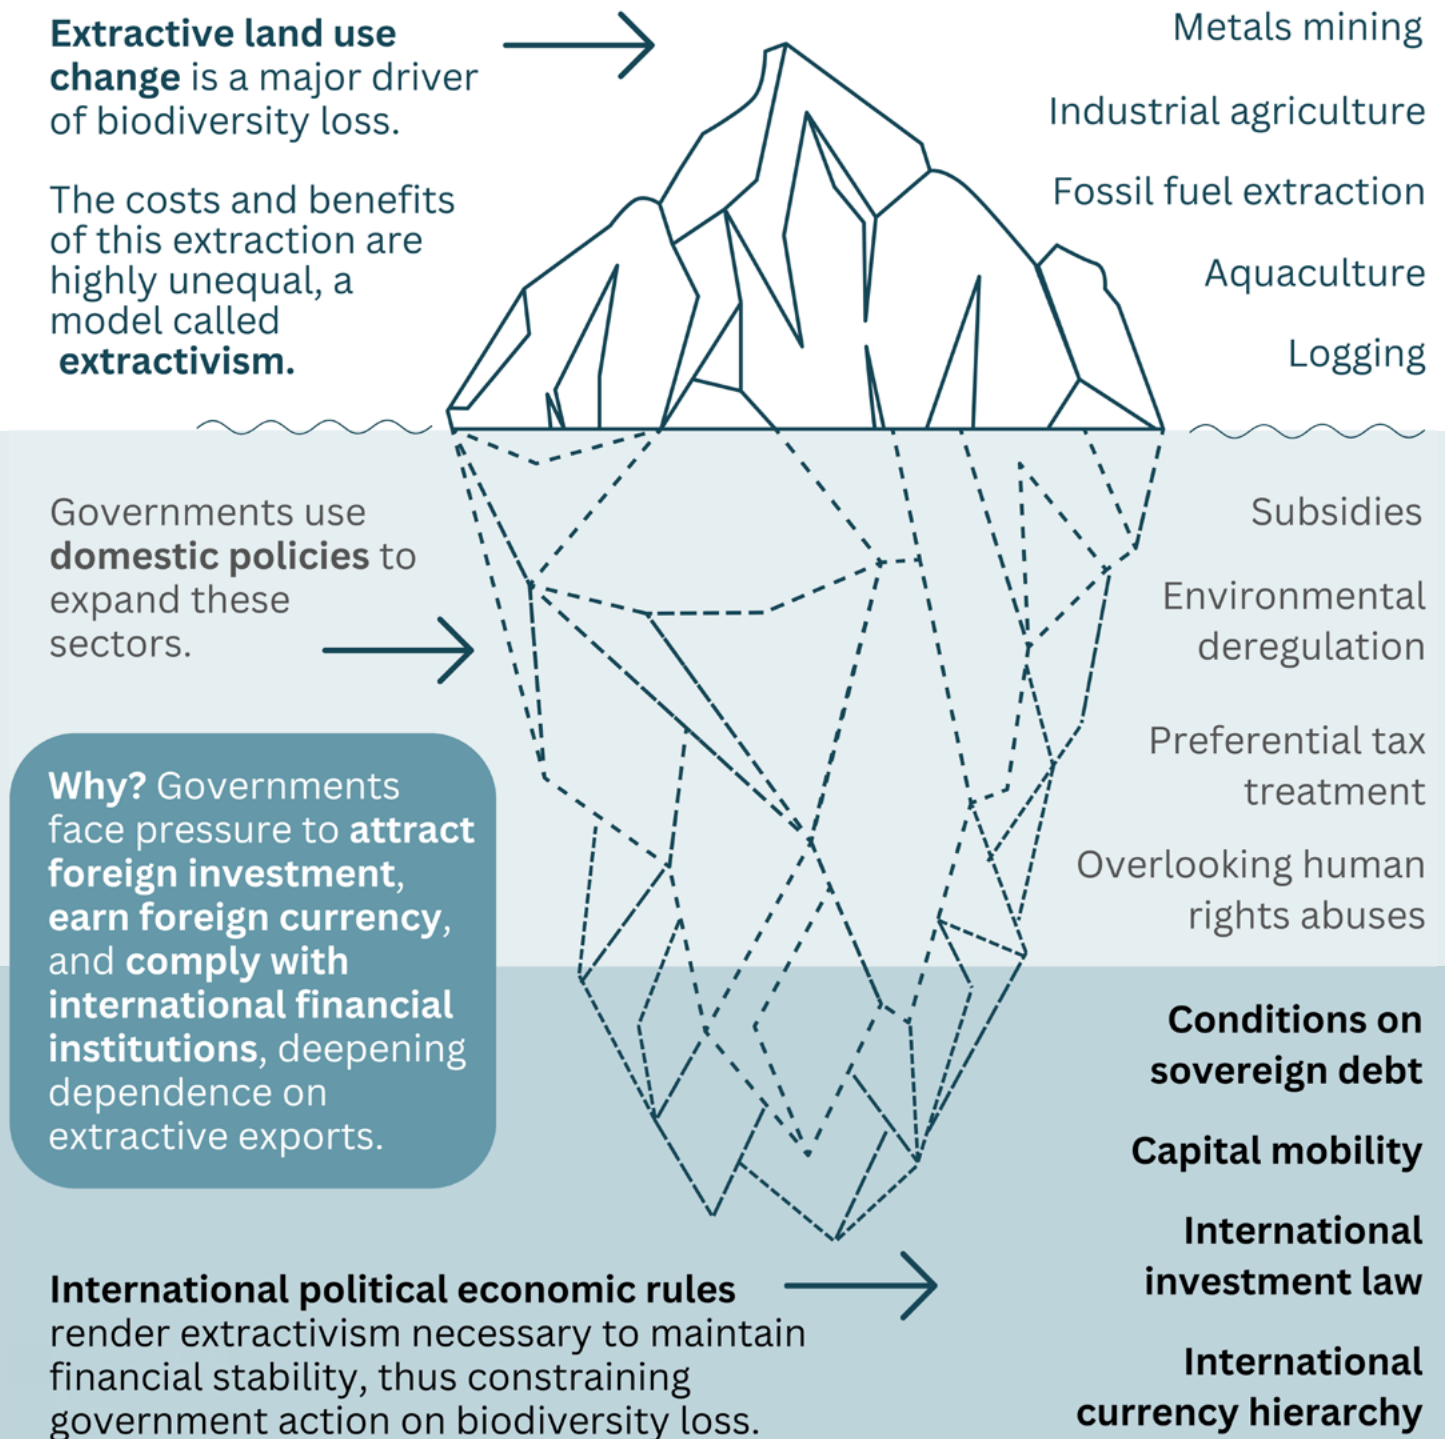 Extractive land use
change is a major driver
of biodiversity loss.
The costs and benefits
of this extraction are
highly unequal, a
model called
extractivism.
Metals mining
Industrial agriculture
Fossil fuel extraction
Aquaculture
Logging
Governments use
domestic policies to
expand these
sectors.
Subsidies
Environmental
deregulation
Preferential tax
treatment
Overlooking human
rights abuses
Why? Governments
face pressure to attract
foreign investment,
earn foreign currency,
and comply with
international financial
institutions, deepening
dependence on
extractive exports.
International political economic rules
render extractivism necessary to maintain
financial stability, thus constraining
government action on biodiversity loss.
Conditions on
sovereign debt
Capital mobility
International
investment law
International
currency hierarchy